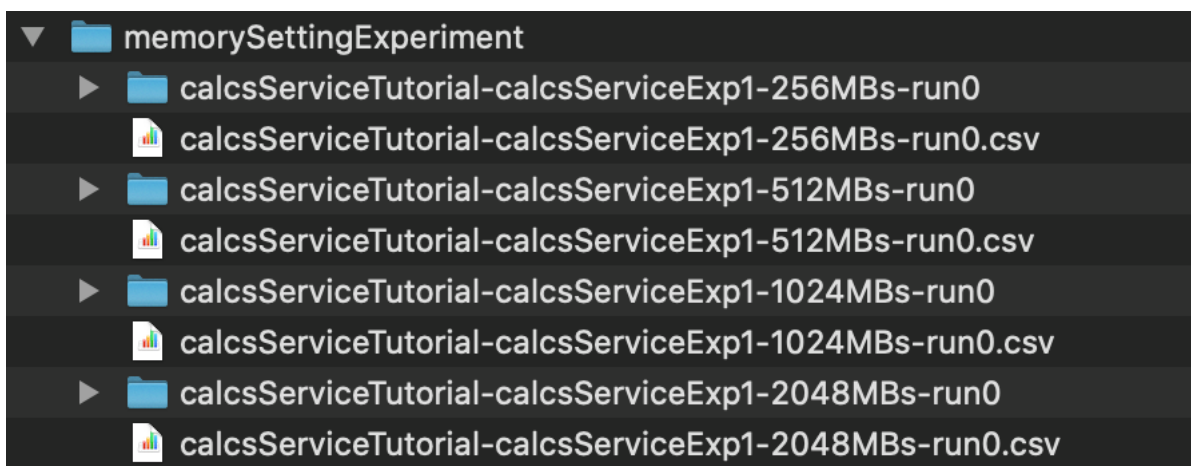 memorySettingExperiment
calcsServiceTutorial-calcsServiceExp1-256MBs-run0
calcsServiceTutorial-calcsServiceExp1-256MBs-run0.csv
calcsServiceTutorial-calcsServiceExp1-512MBs-run0
calcsServiceTutorial-calcsServiceExp1-512MBs-run0.csv
calcsServiceTutorial-calcsServiceExp1-1024MBs-run0
calcsServiceTutorial-calcsServiceExp1-1024MBs-run0.csv
calcsServiceTutorial-calcsServiceExp1-2048MBs-run0
calcsServiceTutorial-calcsServiceExp1-2048MBs-run0.csv